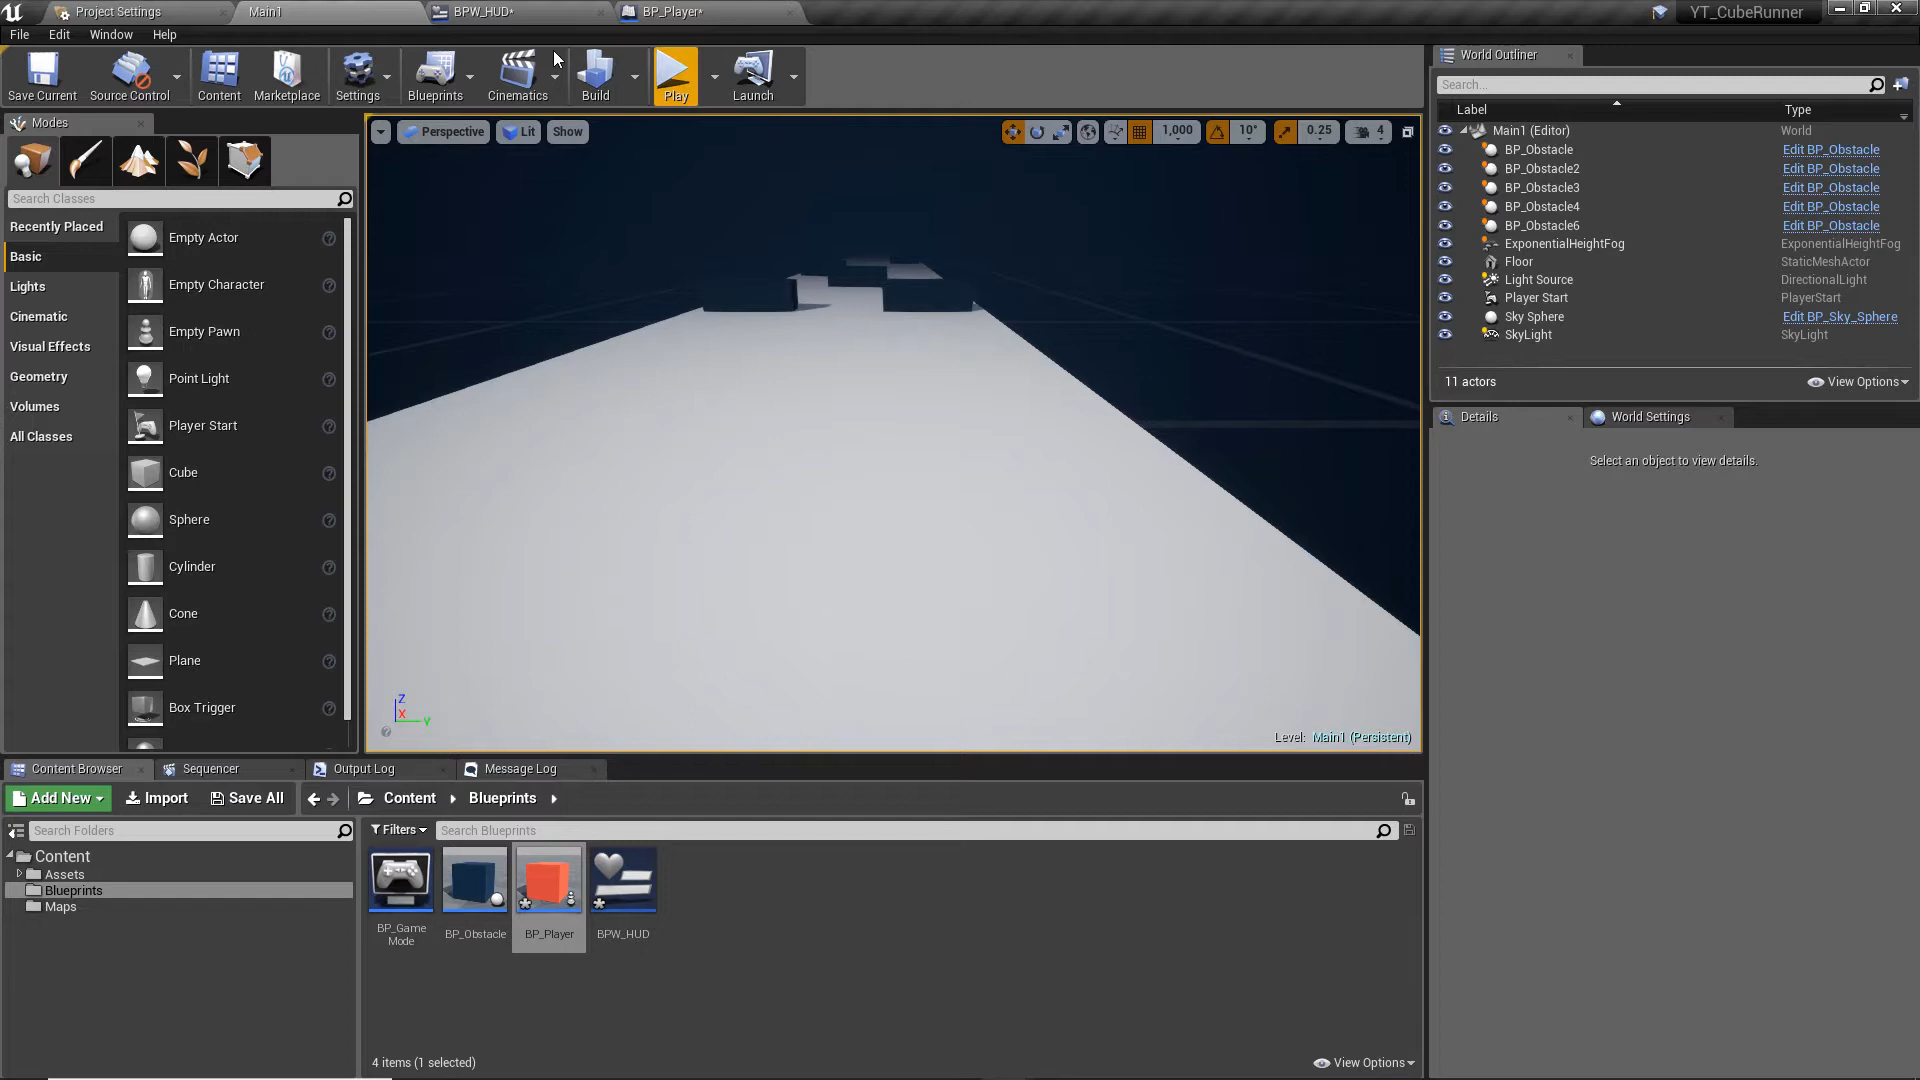 Project Settings
Main1
BPW_HUD*
BP_Player*
YT_CubeRunner
File
Edit
Window
Help
Save Current
Source Control
Content
Marketplace
Settings
Blueprints
Cinematics
Build
Play
Launch
World Outliner
Search...
Label
Type
Main1 (Editor)
World
BP_Obstacle
Edit BP_Obstacle
BP_Obstacle2
Edit BP_Obstacle
BP_Obstacle3
Edit BP_Obstacle
BP_Obstacle4
Edit BP_Obstacle
BP_Obstacle6
Edit BP_Obstacle
ExponentialHeightFog
ExponentialHeightFog
Floor
StaticMeshActor
Light Source
DirectionalLight
Player Start
PlayerStart
Sky Sphere
Edit BP_Sky_Sphere
SkyLight
SkyLight
11 actors
View Options
Details
World Settings
Select an object to view details.
Modes
Search Classes
Recently Placed
Basic
Lights
Cinematic
Visual Effects
Geometry
Volumes
All Classes
Empty Actor
Empty Character
Empty Pawn
Point Light
Player Start
Cube
Sphere
Cylinder
Cone
Plane
Box Trigger
Perspective
Lit
Show
1,000
10°
0.25
4
Z
X
Y
Level: Main1 (Persistent)
Content Browser
Sequencer
Output Log
Message Log
Add New
Import
Save All
Content
Blueprints
Search Folders
Filters
Search Blueprints
Content
Assets
Blueprints
Maps
BP_Game
Mode
BP_Obstacle
BP_Player
BPW_HUD
4 items (1 selected)
View Options